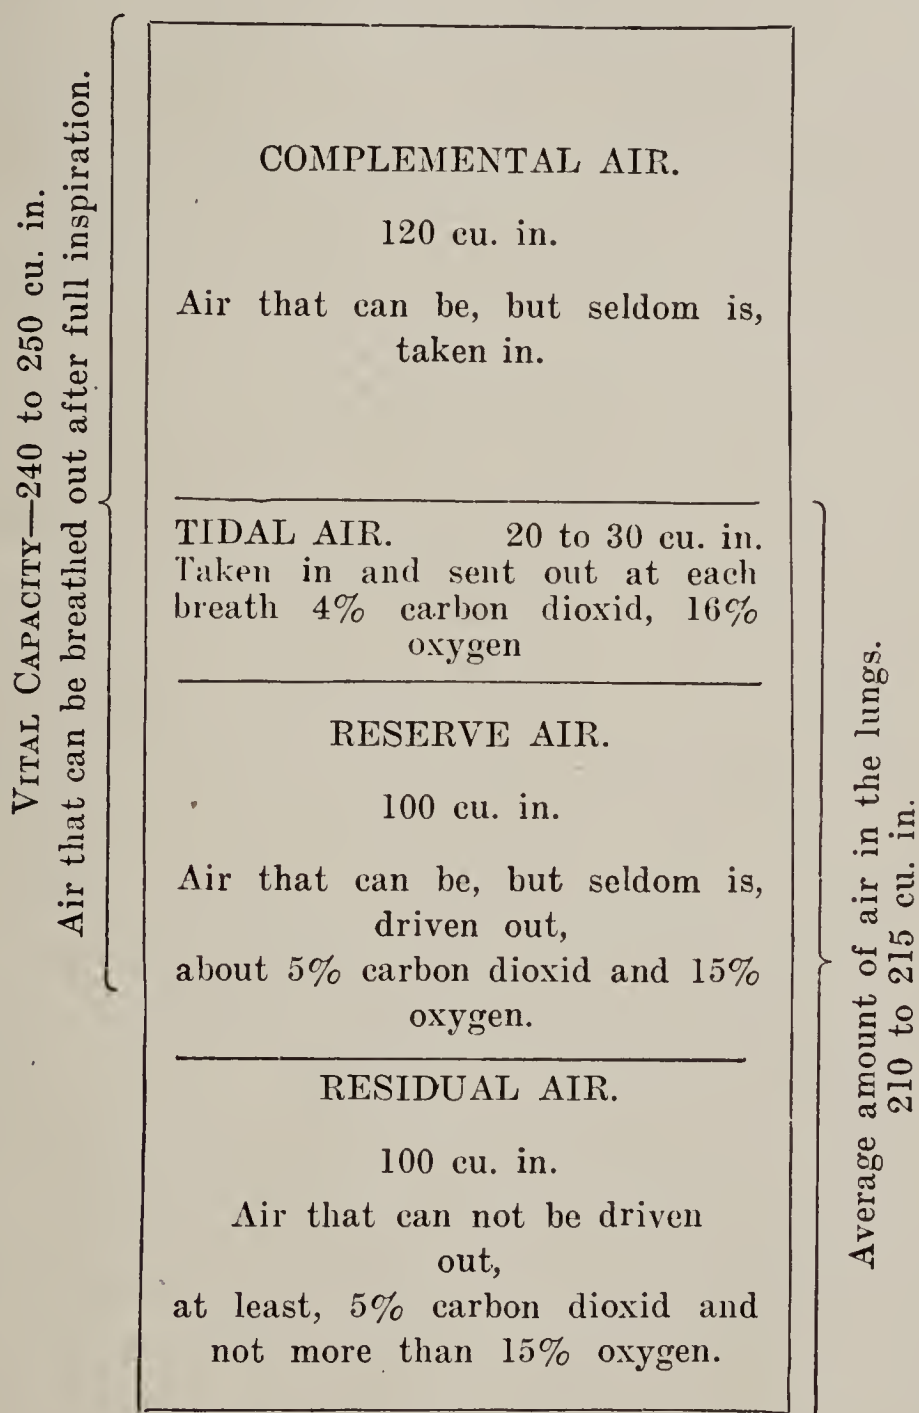 VITAL CAPACITY—240 to 250 cu. in.
Air that can be breathed out after full inspiration.
COMPLEMENTAL AIR.
120 cu. in.
Air that can be, but seldom is,
taken in.
TIDAL AIR. 20 to 30 cu. in.
Taken in and sent out at each
breath 4% carbon dioxid, 16%
oxygen
RESERVE AIR.
100 cu. in.
Air that can be, but seldom is,
driven out,
about 5% carbon dioxid and 15%
oxygen.
RESIDUAL AIR.
100 cu. in.
Air that can not be driven
out,
at least, 5% carbon dioxid and
not more than 15% oxygen.
Average amount of air in the lungs.
210 to 215 cu. in.